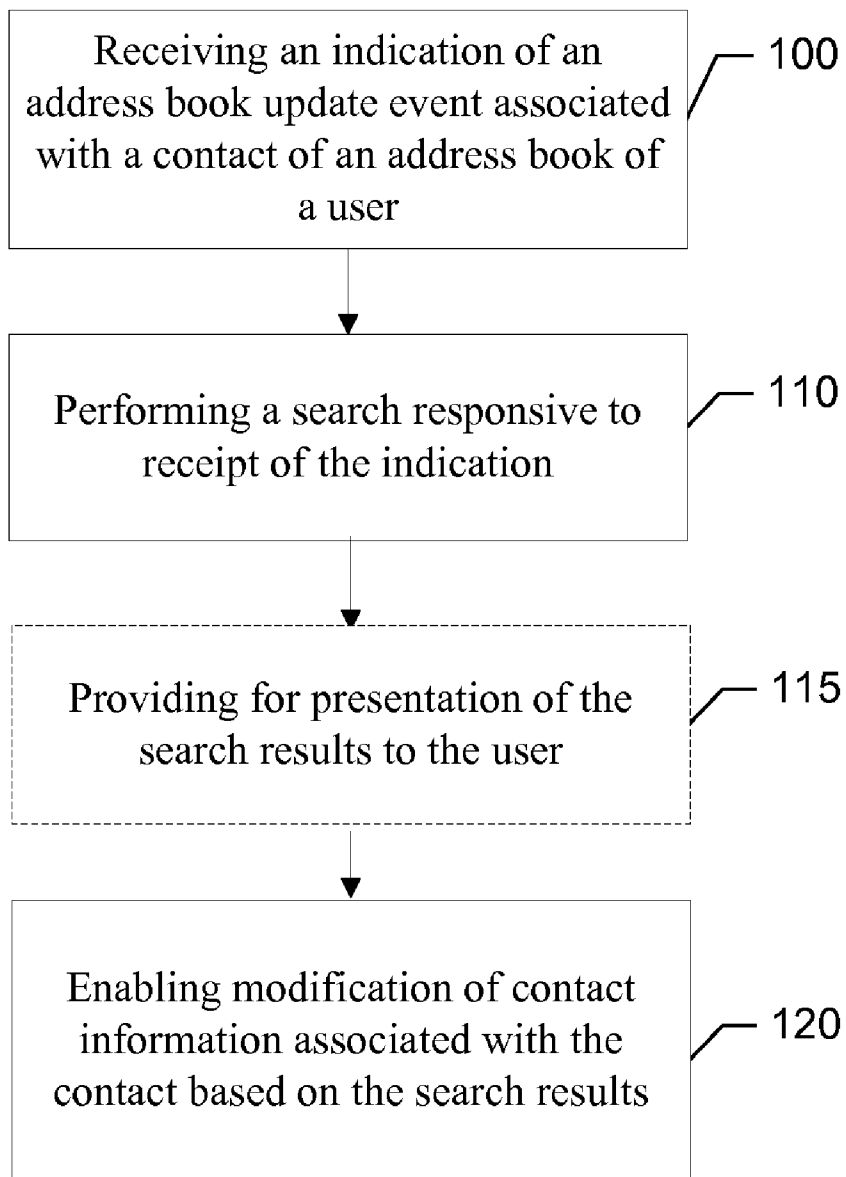 Receiving an indication of an
address book update event associated
with a contact of an address book of
a user
100
Performing a search responsive to
receipt of the indication
110
Providing for presentation of the
search results to the user
115
Enabling modification of contact
information associated with the
contact based on the search results
120